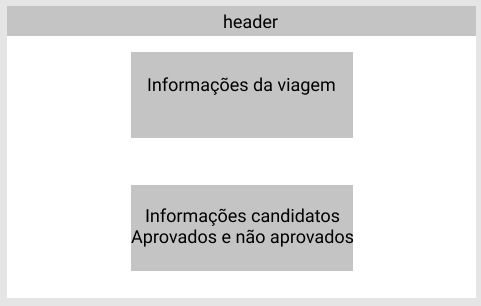 header
Informações da viagem
Informações candidatos
Aprovados e não aprovados